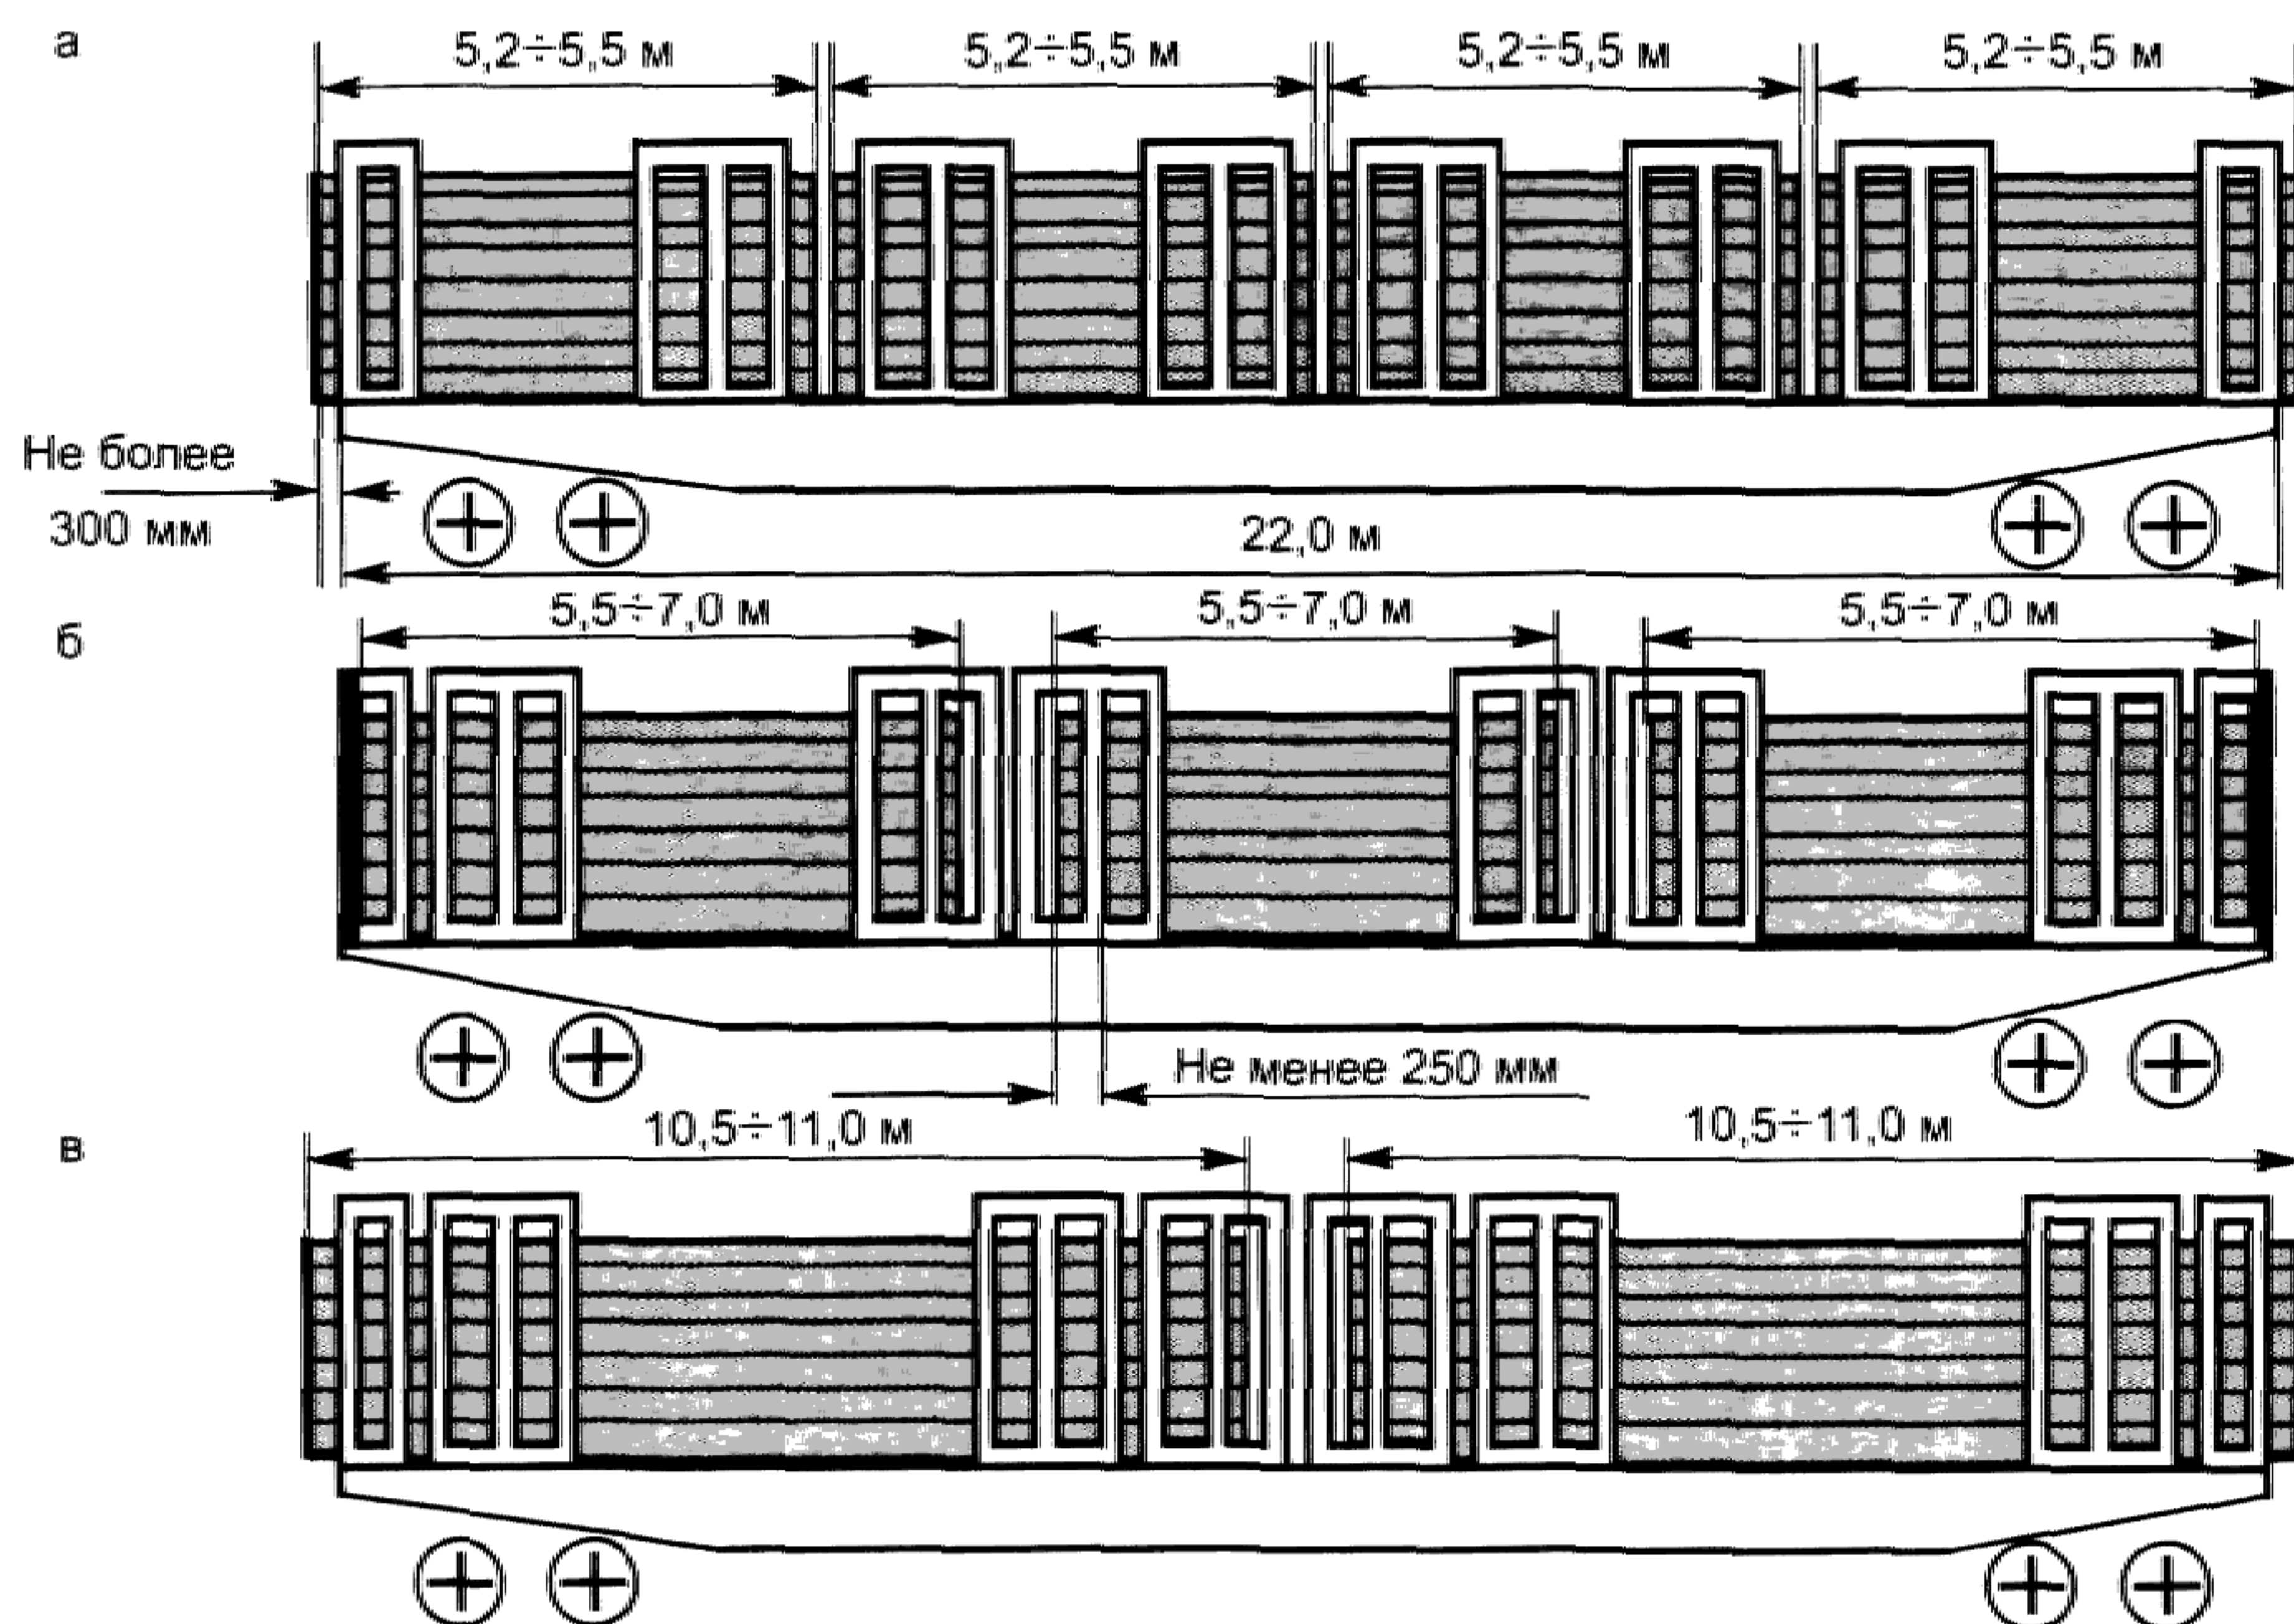 а
5,2÷5,5 м 5,2÷5,5 м 5,2÷5,5 м 5,2÷5,5 м
Не более
300 мм
22,0 м
б
5,5÷7,0 м 5,5÷7,0 м 5,5÷7,0 м
Не менее 250 мм
в
10,5÷11,0 м 10,5÷11,0 м